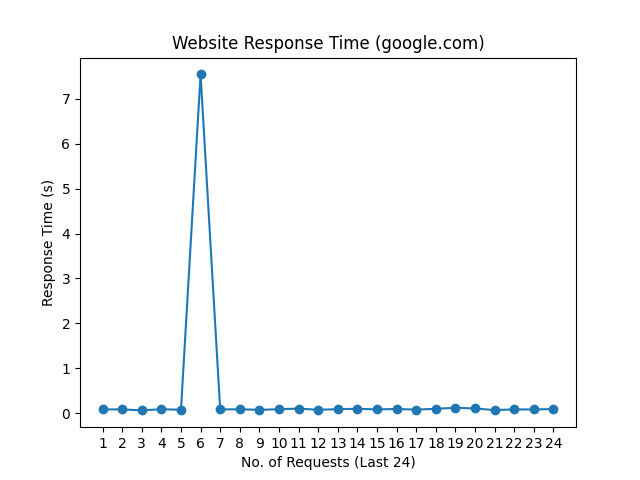 Website Response Time (google.com)
7
6
5
4
3
2
1
0
Response Time (s)
1 2 3 4 5 6 7 8 9 10 11 12 13 14 15 16 17 18 19 20 21 22 23 24
No. of Requests (Last 24)